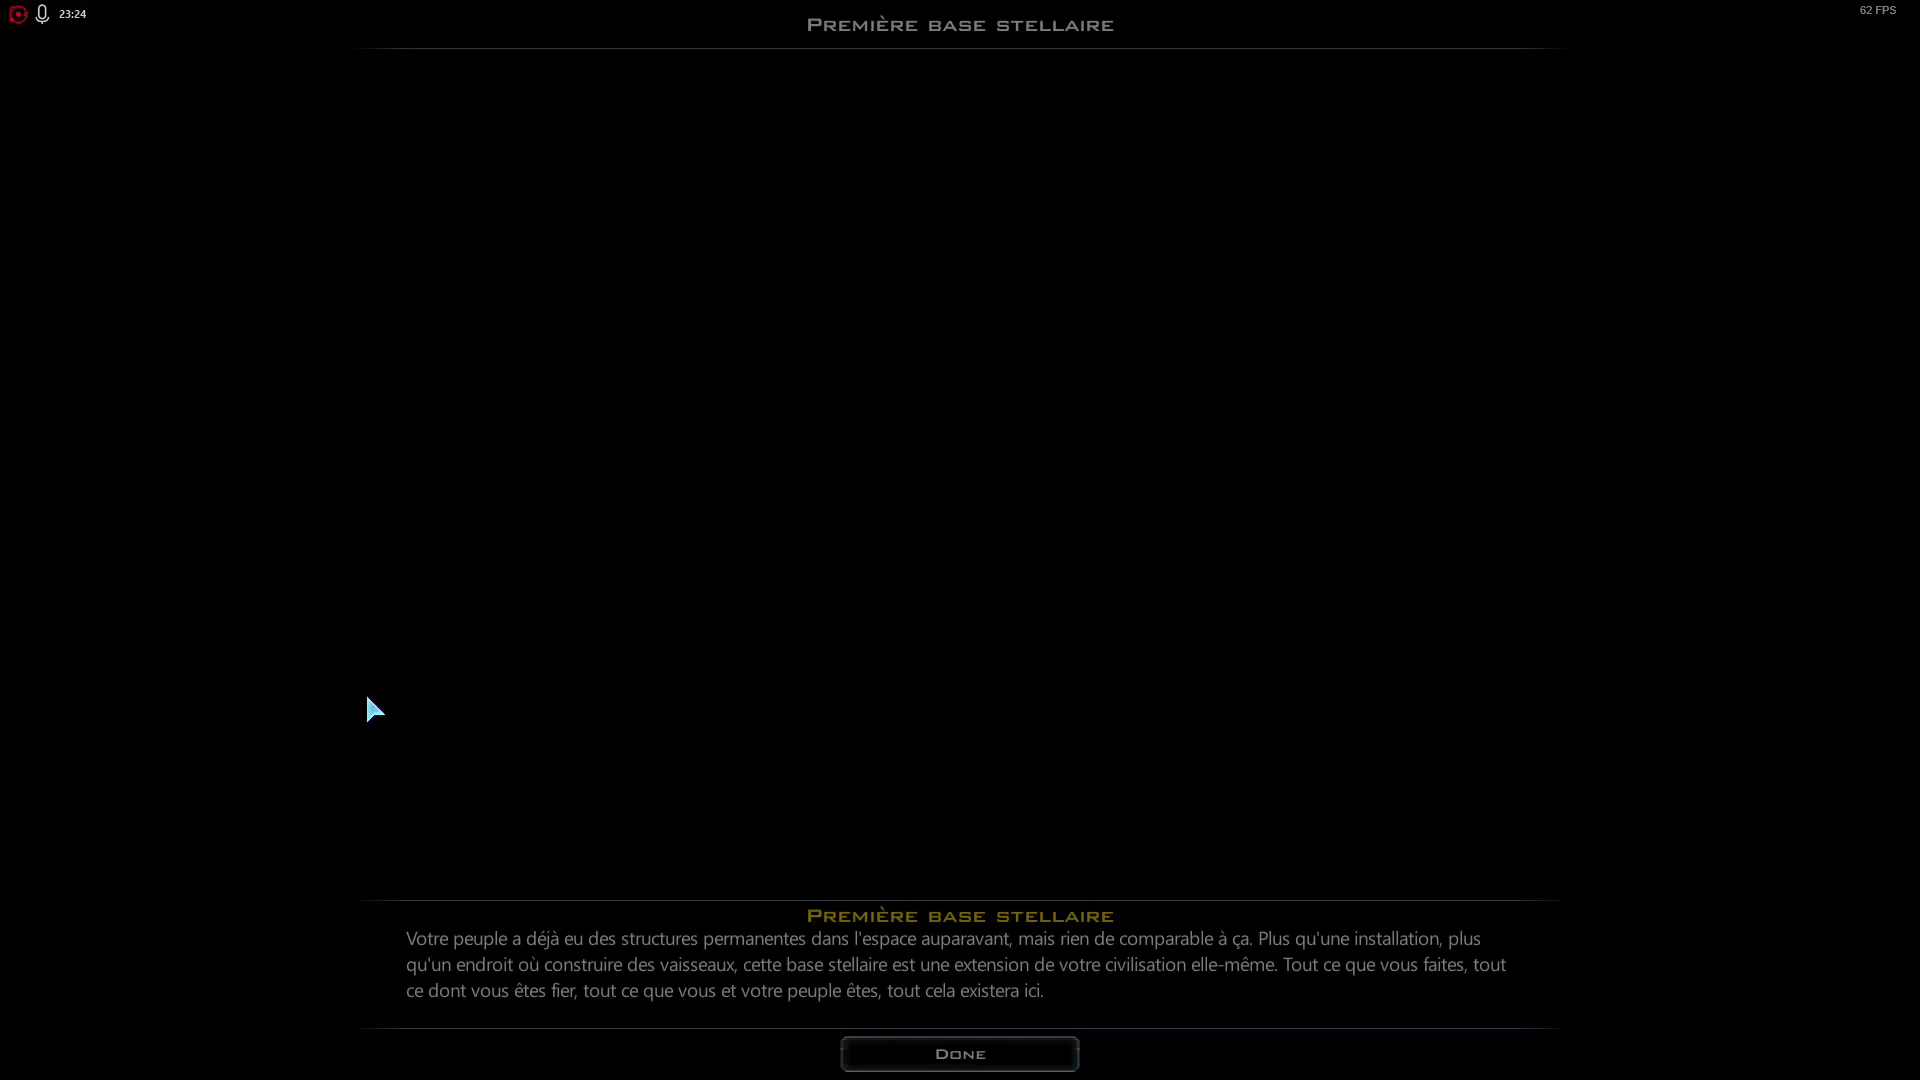 23:24
62 FPS
Première base stellaire
Première base stellaire
Votre peuple a déjà eu des structures permanentes dans l'espace auparavant, mais rien de comparable à ça. Plus qu'une installation, plus
qu'un endroit où construire des vaisseaux, cette base stellaire est une extension de votre civilisation elle-même. Tout ce que vous faites, tout
ce dont vous êtes fier, tout ce que vous et votre peuple êtes, tout cela existera ici.
Done